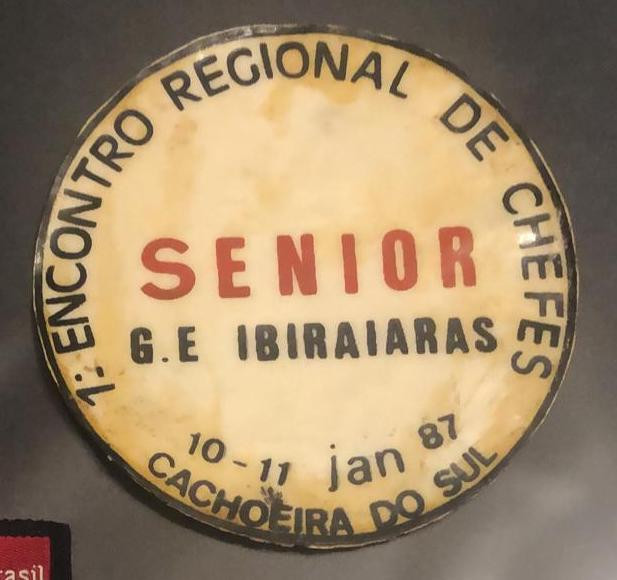 1º ENCONTRO REGIONAL DE CHEFES
SENIOR
G.E IBIRAIARAS
10-11 jan 87
CACHOEIRA DO SUL